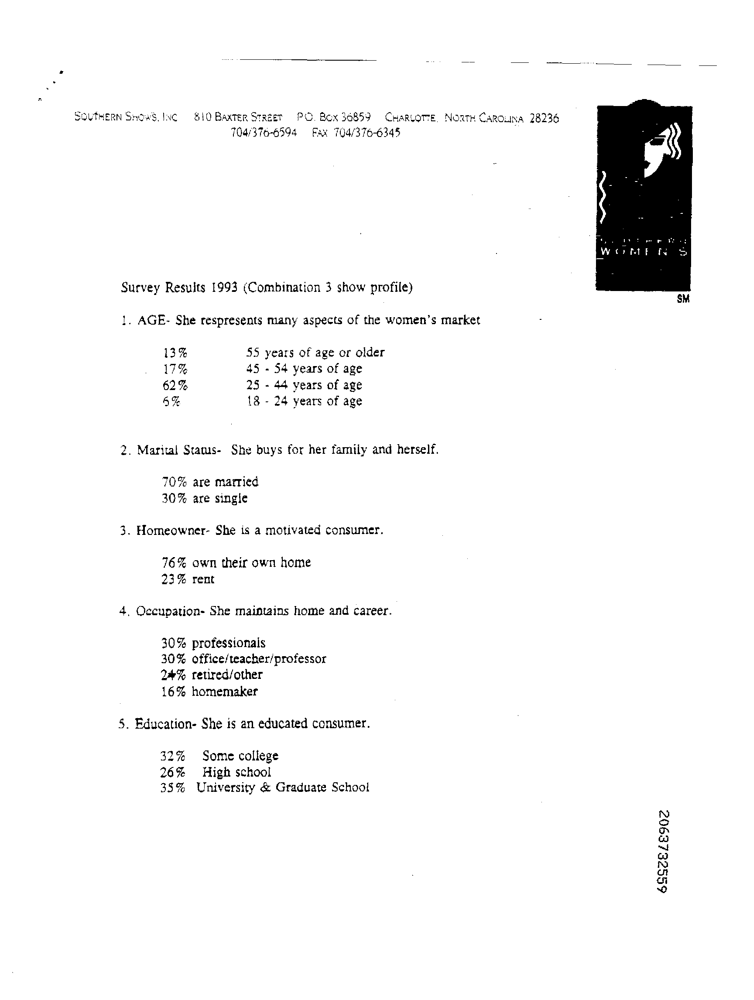 SOUTHERN SHOWS, INC 810 BAXTER STREET P.O. BOX 36859 CHARLOTTE, NORTH CAROLINA 28236
704/376-6594 FAX 704/376-6345
WOMEN'S
SM
Survey Results 1993 (Combination 3 show profile)
1. AGE- She respresents many aspects of the women's market
13% 55 years of age or older
17% 45 - 54 years of age
62% 25 - 44 years of age
6% 18 - 24 years of age
2. Marital Status- She buys for her family and herself.
70% are married
30% are single
3. Homeowner- She is a motivated consumer.
76% own their own home
23% rent
4. Occupation- She maintains home and career.
30% professionals
30% office/teacher/professor
24% retired/other
16% homemaker
5. Education- She is an educated consumer.
32% Some college
26% High school
35% University & Graduate School
2063732559